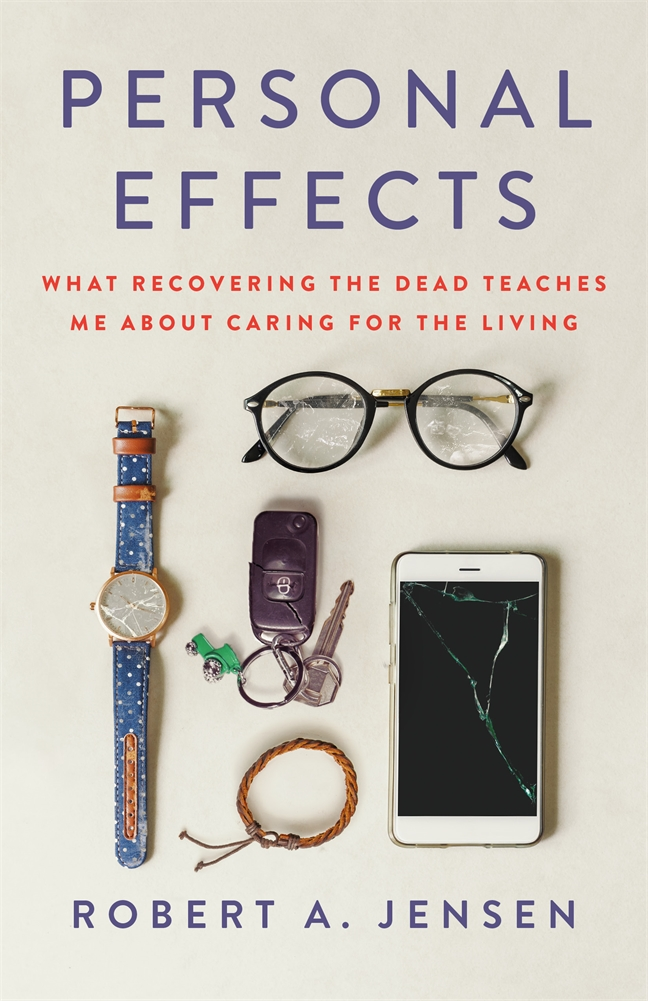 PERSONAL
EFFECTS
WHAT RECOVERING THE DEAD TEACHES
ME ABOUT CARING FOR THE LIVING
ROBERT A. JENSEN